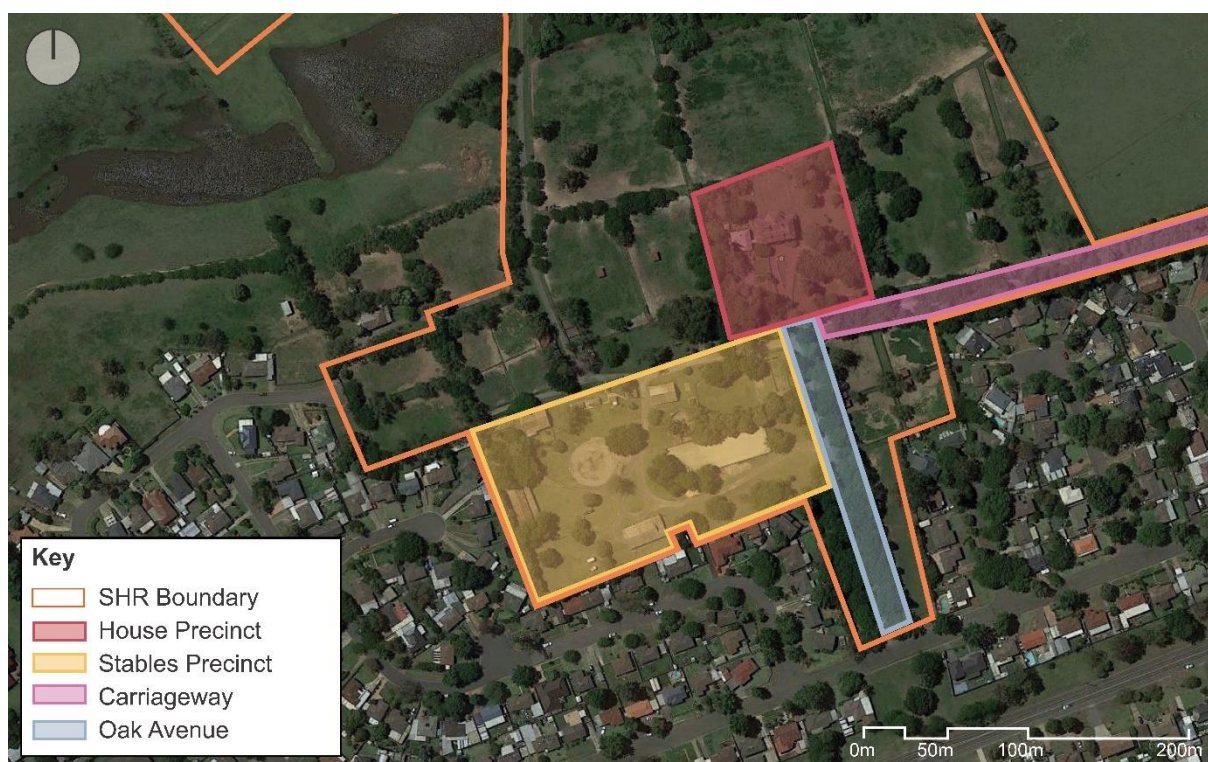 Key
SHR Boundary
House Precinct
Stables Precinct
Carriageway
Oak Avenue
0m 50m 100m 200m